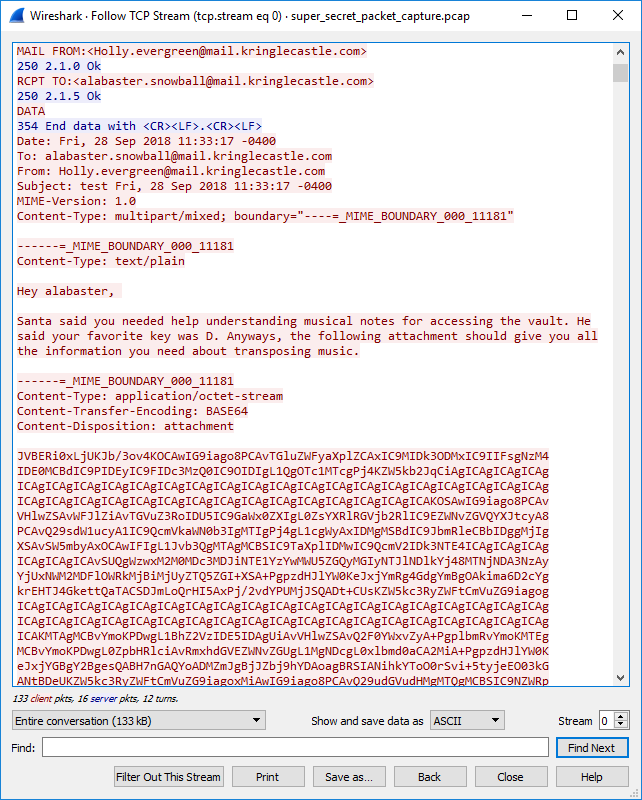 Wireshark · Follow TCP Stream (tcp.stream eq 0) · super_secret_packet_capture.pcap
MAIL FROM:<Holly.evergreen@mail.kringlecastle.com>
250 2.1.0 Ok
RCPT TO:<alabaster.snowball@mail.kringlecastle.com>
250 2.1.5 Ok
DATA
354 End data with <CR><LF>.<CR><LF>
Date: Fri, 28 Sep 2018 11:33:17 -0400
To: alabaster.snowball@mail.kringlecastle.com
From: Holly.evergreen@mail.kringlecastle.com
Subject: test Fri, 28 Sep 2018 11:33:17 -0400
MIME-Version: 1.0
Content-Type: multipart/mixed; boundary="----=_MIME_BOUNDARY_000_11181"
------=_MIME_BOUNDARY_000_11181
Content-Type: text/plain
Hey alabaster,
Santa said you needed help understanding musical notes for accessing the vault. He
said your favorite key was D. Anyways, the following attachment should give you all
the information you need about transposing music.
------=_MIME_BOUNDARY_000_11181
Content-Type: application/octet-stream
Content-Transfer-Encoding: BASE64
Content-Disposition: attachment
JVBERi0xLjUKJb/3ov4KOCAwIG9iago8PCAvTGluZWFyaXplZCAxIC9MIDk3ODMxIC9IIFsgNzM4
IDE0MCBdIC9PIDEyIC9FIDc3MzQ0IC9OIDIgL1QgOTc1MTcgPj4KZW5kb2JqCiAgICAgICAgICAg
ICAgICAgICAgICAgICAgICAgICAgICAgICAgICAgICAgICAgICAgICAgICAgICAgICAgICAgICAg
ICAgICAgICAgICAgICAgICAgICAgICAgICAgICAgICAgICAgICAgICAgICAKOSAwIG9iago8PCAv
VHlwZSAvWFJlZiAvTGVuZ3RoIDU5IC9GaWx0ZXIgL0ZsYXRlRGVjb2RlIC9EZWNvZGVQYXJtcyA8
PCAvQ29sdW1ucyA1IC9QcmVkaWN0b3IgMTIgPj4gL1cgWyAxIDMgMSBdIC9JbmRleCBbIDggMjIg
XSAvSW5mbyAxOCAwIFIgL1Jvb3QgMTAgMCBSIC9TaXplIDMwIC9QcmV2IDk3NTE4ICAgICAgICAg
ICAgICAgICAvSUQgWzwxM2M0MDc3MDJiNTE1YzYwMWU5ZGQyMGIyNTJlNDlkYj48MTNjNDA3NzAy
YjUxNWM2MDFlOWRkMjBiMjUyZTQ5ZGI+XSA+PgpzdHJlYW0KeJxjYmRg4GdgYmBgOAkima6D2cYg
krEHTJ4GkettQaTACSDJmLoQrHI5AxPj/2vdYPUMjJSQADt+CUsKZW5kc3RyZWFtCmVuZG9iagog
ICAgICAgICAgICAgICAgICAgICAgICAgICAgICAgICAgICAgICAgICAgICAgICAgICAgICAgICAg
ICAgICAgICAgICAgICAgICAgICAgICAgICAgICAgICAgICAgICAgICAgICAgICAgICAgICAgICAg
133 client pkts, 16 server pkts, 12 turns.
Entire conversation (133 kB)
Show and save data as
ASCII
Stream
0
Find:
Find Next
Filter Out This Stream
Print
Save as...
Back
Close
Help